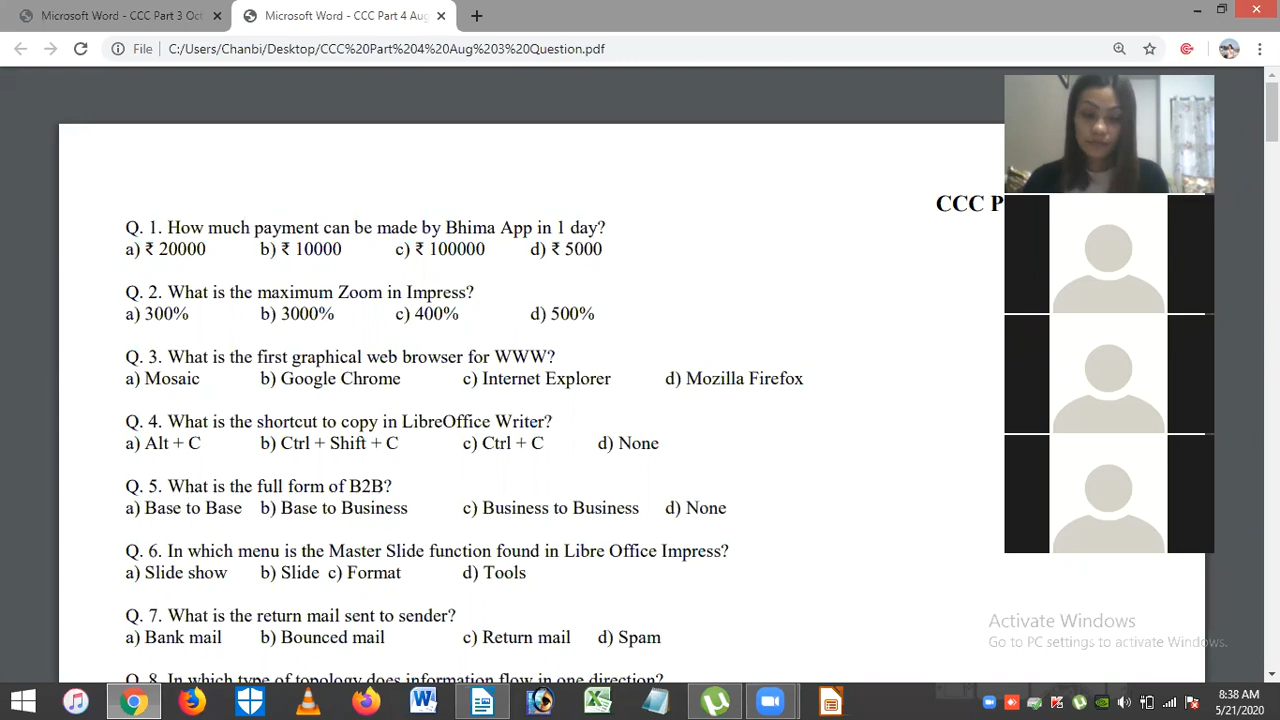 Microsoft Word - CCC Part 3 Oct
Microsoft Word - CCC Part 4 Aug
File C:/Users/Chanbi/Desktop/CCC%20Part%204%20Aug%203%20Question.pdf
CCC P
Q. 1. How much payment can be made by Bhima App in 1 day?
a) ₹ 20000 b) ₹ 10000 c) ₹ 100000 d) ₹ 5000
Q. 2. What is the maximum Zoom in Impress?
a) 300% b) 3000% c) 400% d) 500%
Q. 3. What is the first graphical web browser for WWW?
a) Mosaic b) Google Chrome c) Internet Explorer d) Mozilla Firefox
Q. 4. What is the shortcut to copy in LibreOffice Writer?
a) Alt + C b) Ctrl + Shift + C c) Ctrl + C d) None
Q. 5. What is the full form of B2B?
a) Base to Base b) Base to Business c) Business to Business d) None
Q. 6. In which menu is the Master Slide function found in Libre Office Impress?
a) Slide show b) Slide c) Format d) Tools
Q. 7. What is the return mail sent to sender?
a) Bank mail b) Bounced mail c) Return mail d) Spam
Q. 8. In which type of topology does information flow in one direction?
Activate Windows
Go to PC settings to activate Windows.
8:38 AM
5/21/2020